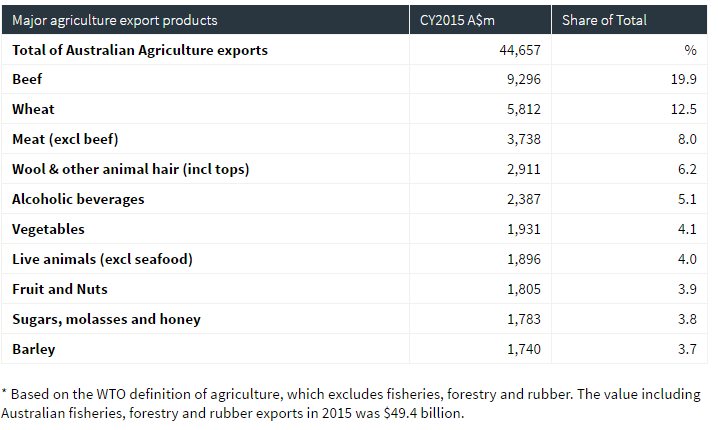 Major agriculture export products CY2015 A$m Share of Total
Total of Australian Agriculture exports 44,657 %
Beef 9,296 19.9
Wheat 5,812 12.5
Meat (excl beef) 3,738 8.0
Wool & other animal hair (incl tops) 2,911 6.2
Alcoholic beverages 2,387 5.1
Vegetables 1,931 4.1
Live animals (excl seafood) 1,896 4.0
Fruit and Nuts 1,805 3.9
Sugars, molasses and honey 1,783 3.8
Barley 1,740 3.7
* Based on the WTO definition of agriculture, which excludes fisheries, forestry and rubber. The value including
Australian fisheries, forestry and rubber exports in 2015 was $49.4 billion.